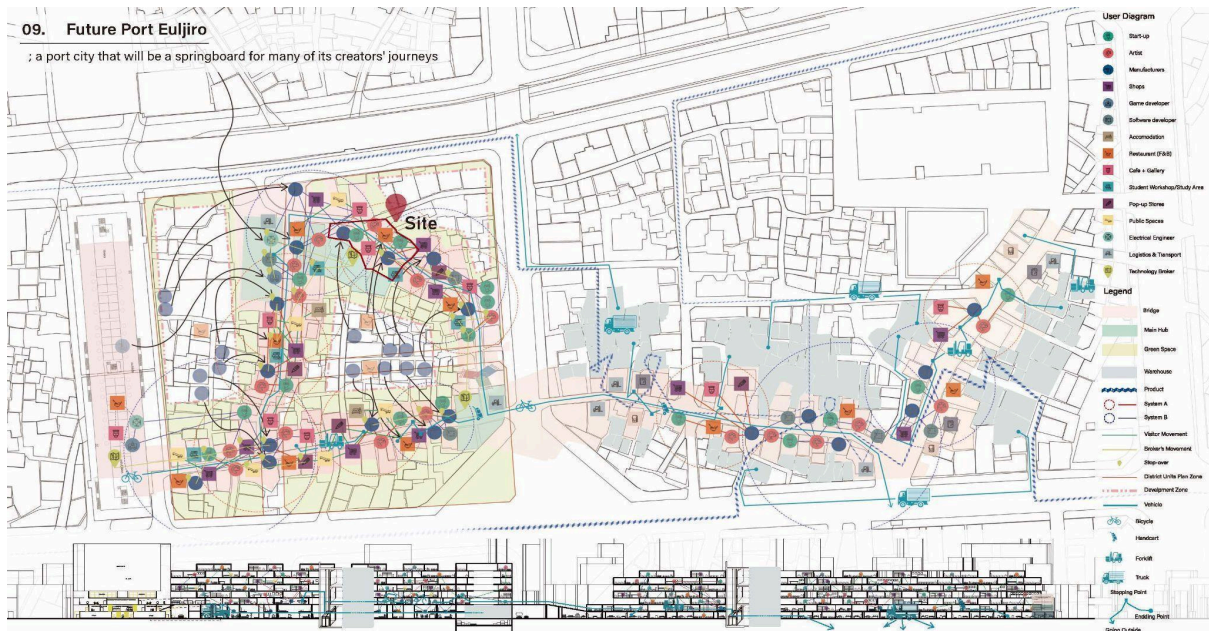 09. Future Port Euljiro
; a port city that will be a springboard for many of its creators' journeys
Site
User Diagram
Start-up
Artist
Manufacturers
Shops
Game developer
Software developer
Accomodation
Restaurant (F&B)
Cafe + Gallery
Student Workshop/Study Area
Pop-up Stores
Public Spaces
Electrical Engineer
Logistics & Transport
Technology Broker
Legend
Bridge
Main Hub
Green Space
Warehouse
Product
System A
System B
Visitor Movement
Broker's Movement
Stop-over
District Units Plan Zone
Development Zone
Vehicle
Bicycle
Handcart
Forklift
Truck
Stopping Point
Ending Point
Going Outside